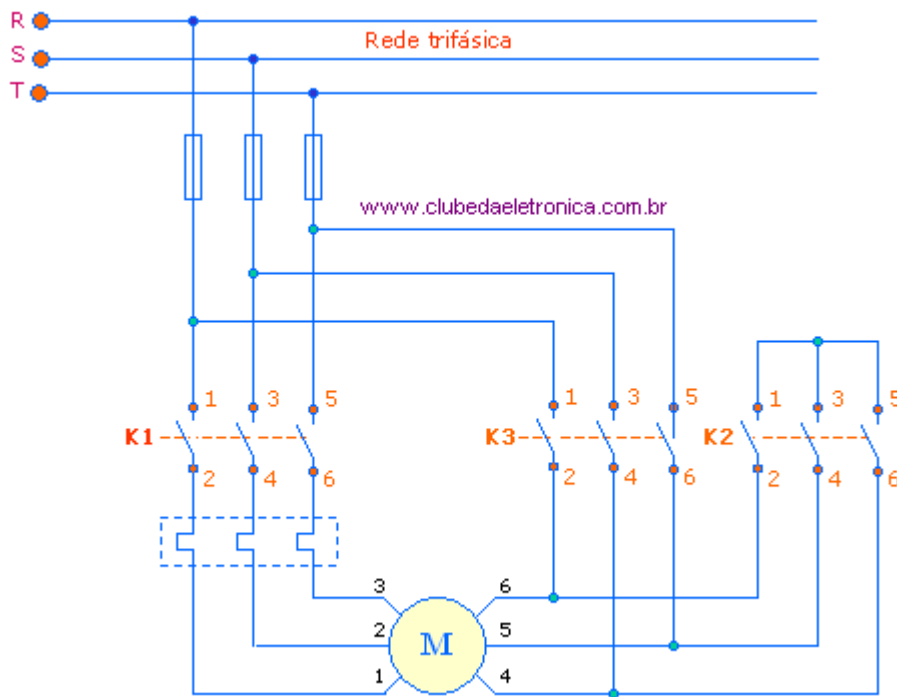 R
S
Rede trifásica
T
www.clubedaeletronica.com.br
1 3 5 1 3 5 1 3 5
K1 K3 K2
2 4 6 2 4 6 2 4 6
3 6
2 M 5
1 4